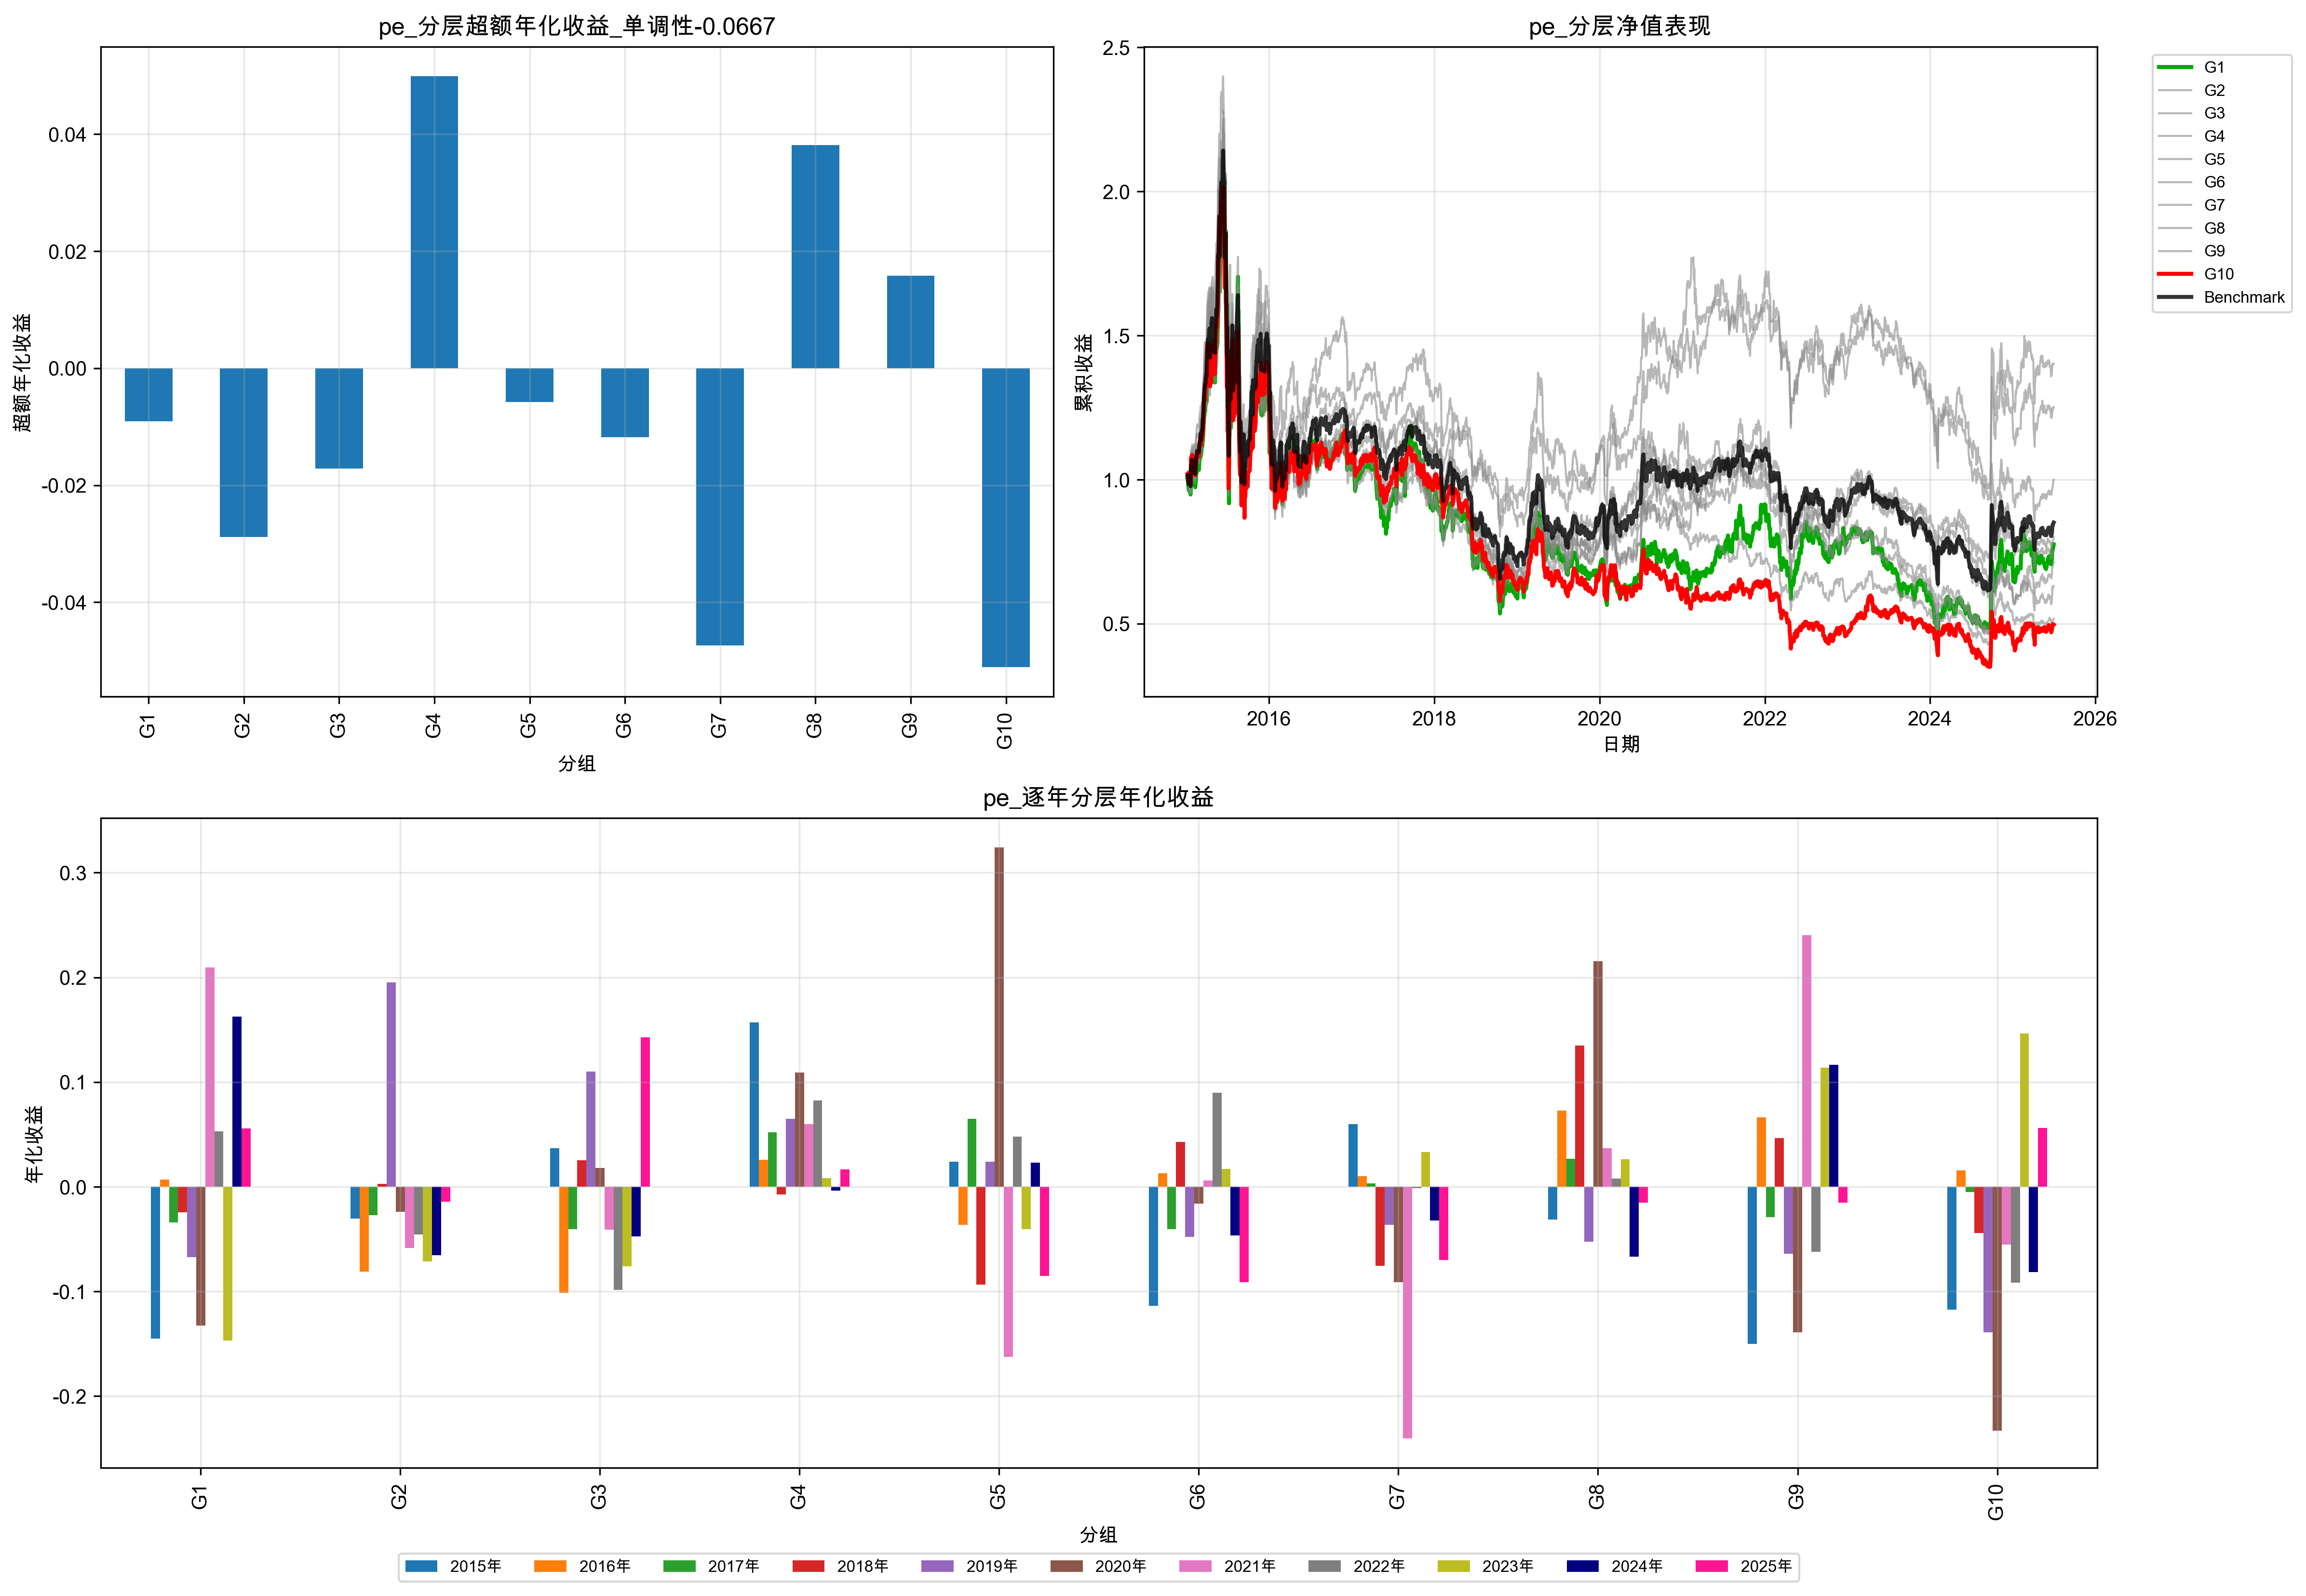 pe_分层超额年化收益_单调性-0.0667
超额年化收益
0.04
0.02
0.00
-0.02
-0.04
G1
G2
G3
G4
G5
G6
G7
G8
G9
G10
分组
pe_分层净值表现
累积收益
2.5
2.0
1.5
1.0
0.5
2016
2018
2020
2022
2024
2026
日期
G1
G2
G3
G4
G5
G6
G7
G8
G9
G10
Benchmark
pe_逐年分层年化收益
年化收益
0.3
0.2
0.1
0.0
-0.1
-0.2
G1
G2
G3
G4
G5
G6
G7
G8
G9
G10
分组
2015年
2016年
2017年
2018年
2019年
2020年
2021年
2022年
2023年
2024年
2025年